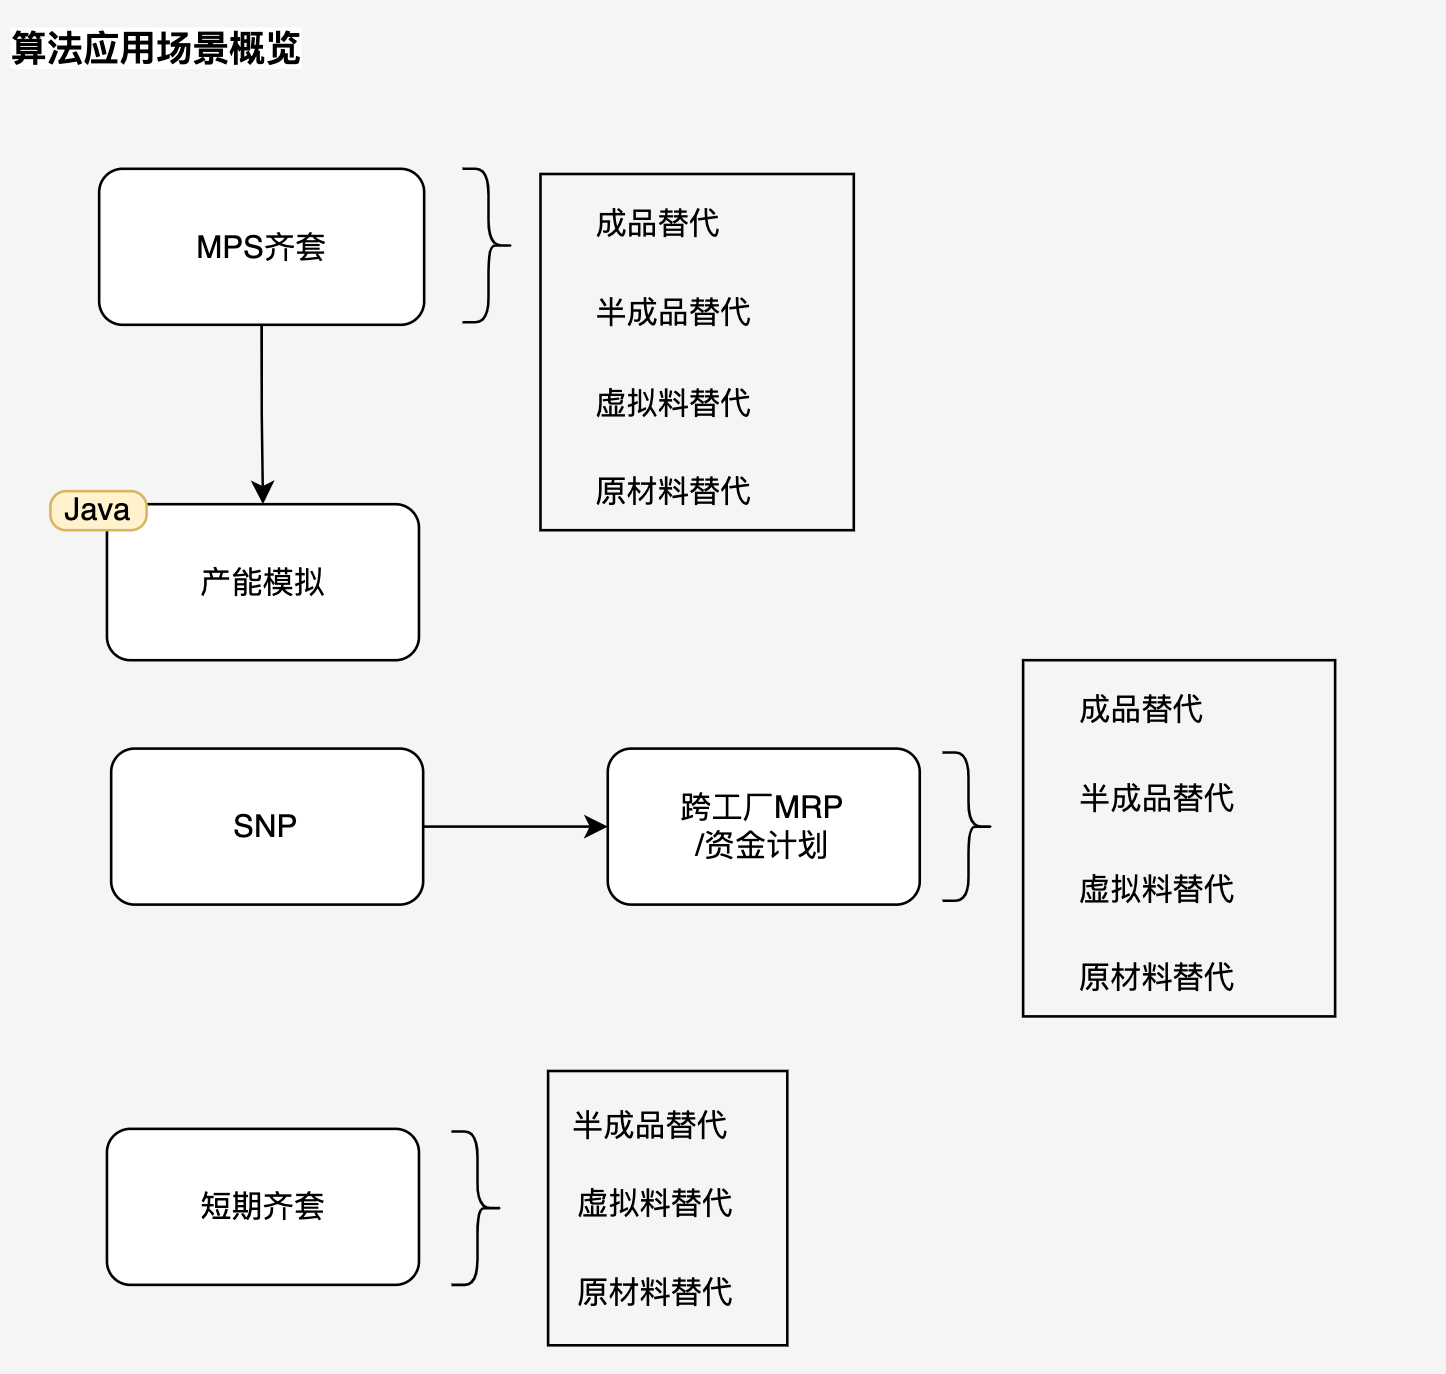 算法应用场景概览
MPS齐套
成品替代
半成品替代
虚拟料替代
原材料替代
Java
产能模拟
SNP
跨工厂MRP
/资金计划
成品替代
半成品替代
虚拟料替代
原材料替代
短期齐套
半成品替代
虚拟料替代
原材料替代